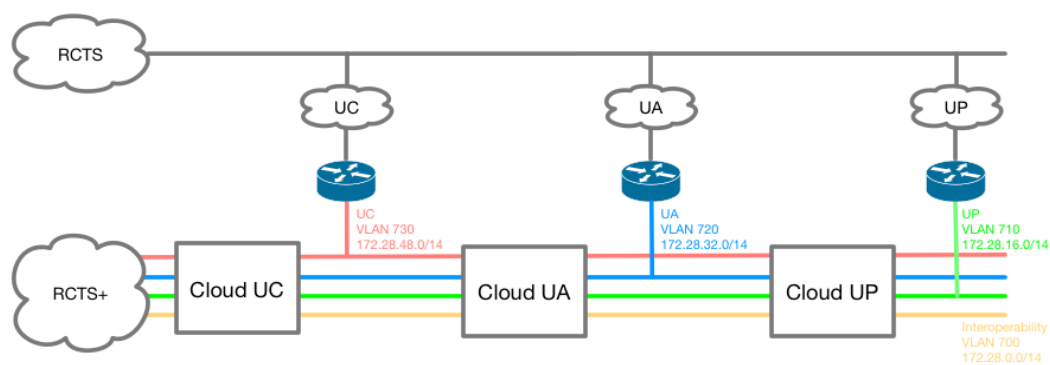 RCTS
UC
UA
UP
UC
VLAN 730
172.28.48.0/14
UA
VLAN 720
172.28.32.0/14
UP
VLAN 710
172.28.16.0/14
RCTS+
Cloud UC
Cloud UA
Cloud UP
Interoperability
VLAN 700
172.28.0.0/14